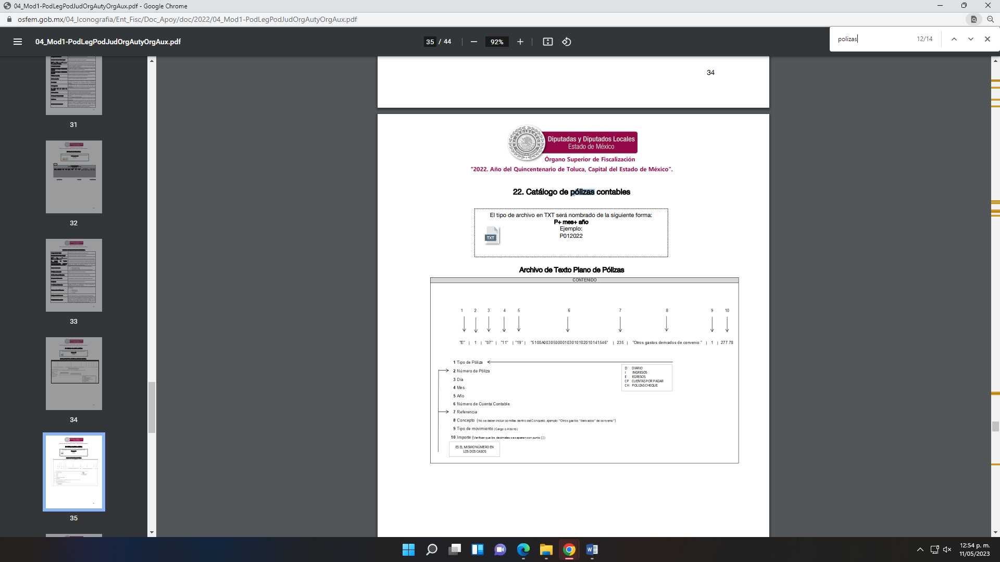 04_Mod1-PodLegPodJudOrgAutyOrgAux.pdf - Google Chrome
osfem.gob.mx/04_Iconografia/Ent_Fisc/Doc_Apoy/doc/2022/04_Mod1-PodLegPodJudOrgAutyOrgAux.pdf
04_Mod1-PodLegPodJudOrgAutyOrgAux.pdf
35 / 44
92%
polizas
12/14
31
32
33
34
35
34
Diputadas y Diputados Locales
Estado de México
Órgano Superior de Fiscalización
“2022. Año del Quincentenario de Toluca, Capital del Estado de México”.
22. Catálogo de pólizas contables
El tipo de archivo en TXT será nombrado de la siguiente forma:
P+ mes+ año
Ejemplo:
TXT
P012022
Archivo de Texto Plano de Pólizas
CONTENIDO
1 2 3 4 5 6 7 8 9 10
"E" | 1 | "07" | "11" | "19" | "5100A003050000103010102010141546" | 235 | "Otros gastos derivados de convenio." | 1 | 277.78
1 Tipo de Póliza
2 Número de Póliza
3 Día
4 Mes
5 Año
6 Número de Cuenta Contable
7 Referencia
8 Concepto (No se deben incluir comillas dentro del Conopeto, ejemplo: "Otros gastos "derivados" de convenio")
9 Tipo de movimiento (Cargo o Abono)
10 Importe (Verificar que los decimales se separen con punto [.])
D DIARIO
I INGRESOS
E EGRESOS
CP CUENTAS POR PAGAR
CH POLIZAS CHEQUE
ES EL MISMO NÚMERO EN
LOS DOS CASOS
12:54 p. m.
11/05/2023